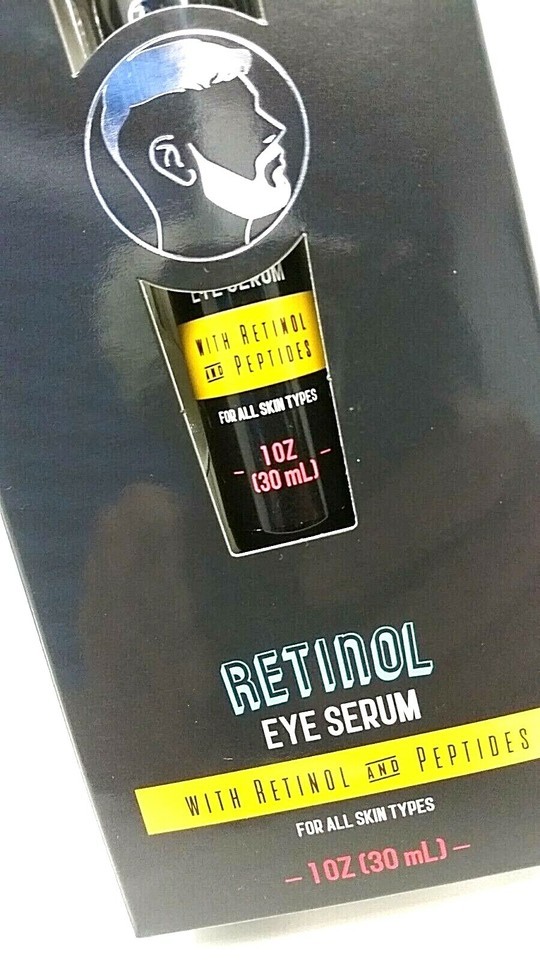 EYE SERUM
WITH RETINOL
AND PEPTIDES
FOR ALL SKIN TYPES
- 1 OZ -
(30 mL)
RETINOL
EYE SERUM
WITH RETINOL AND PEPTIDES
FOR ALL SKIN TYPES
- 1 OZ (30 mL) -